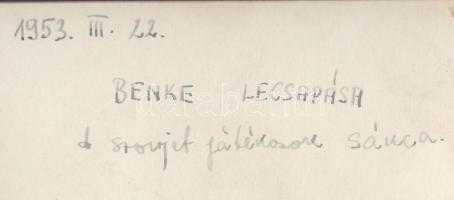 1953. III. 22.
BENKE LECSAPÁSA
A szovjet játékosok sánca.